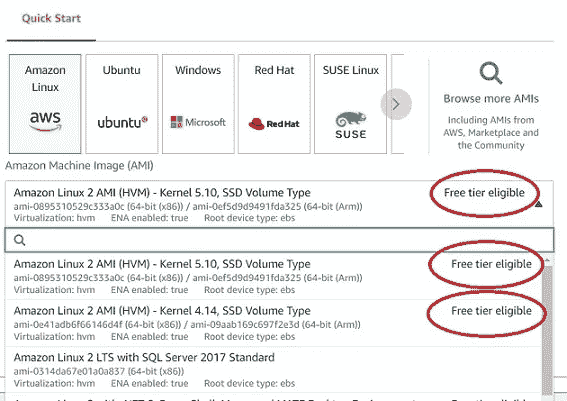 Quick Start
Amazon Linux
aws
Ubuntu
ubuntu
Windows
Microsoft
Red Hat
Red Hat
SUSE Linux
SUSE
Browse more AMIs
Including AMIs from
AWS, Marketplace and
the Community
Amazon Machine Image (AMI)
Amazon Linux 2 AMI (HVM) - Kernel 5.10, SSD Volume Type Free tier eligible
ami-0895310529c333a0c (64-bit (x86)) / ami-0ef5d9d9491fda325 (64-bit (Arm))
Virtualization: hvm ENA enabled: true Root device type: ebs
Amazon Linux 2 AMI (HVM) - Kernel 5.10, SSD Volume Type Free tier eligible
ami-0895310529c333a0c (64-bit (x86)) / ami-0ef5d9d9491fda325 (64-bit (Arm))
Virtualization: hvm ENA enabled: true Root device type: ebs
Amazon Linux 2 AMI (HVM) - Kernel 4.14, SSD Volume Type Free tier eligible
ami-0e41adb6f66146d4f (64-bit (x86)) / ami-09aab169c697f2e3d (64-bit (Arm))
Virtualization: hvm ENA enabled: true Root device type: ebs
Amazon Linux 2 LTS with SQL Server 2017 Standard
ami-0314da67e01a0a837 (64-bit (x86))
Virtualization: hvm ENA enabled: true Root device type: ebs